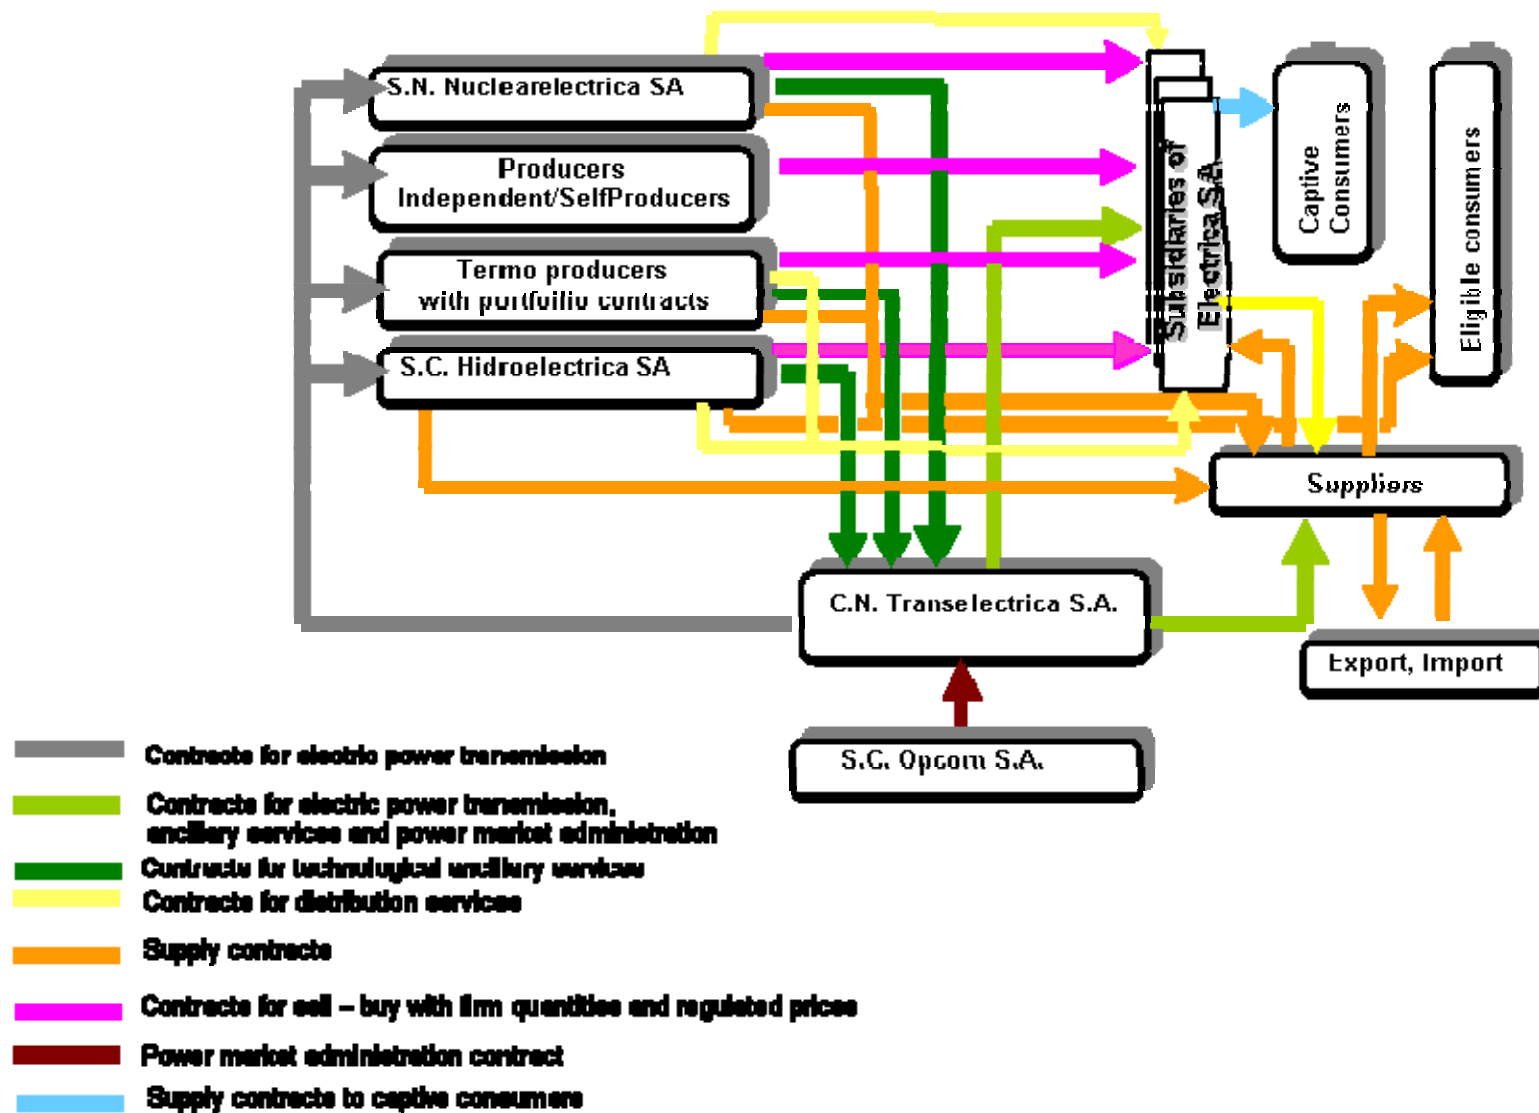 S.N. Nuclearelectrica SA
Producers
Independent/SelfProducers
Termo producers
with portfoilio contracts
S.C. Hidroelectrica SA
Subsidiaries of
Electrica SA
Captive
Consumers
Eligible consumers
Suppliers
C.N. Transelectrica S.A.
Export, Import
S.C. Opcom S.A.
Contracts for electric power transmission
Contracts for electric power transmission,
ancillary services and power market administration
Contracts for technological ancillary services
Contracts for distribution services
Supply contracts
Contracts for sell – buy with firm quantities and regulated prices
Power market administration contract
Supply contracts to captive consumers